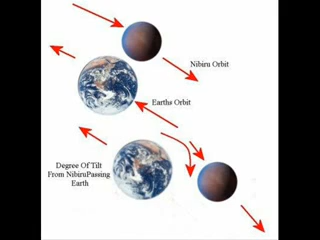 Nibiru Orbit
Earths Orbit
Degree Of Tilt
From NibiruPassing
Earth